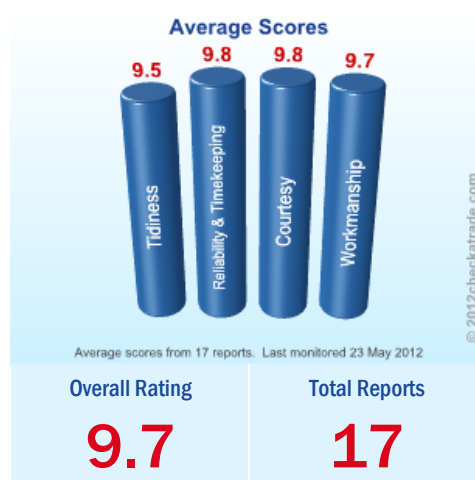 Average Scores
9.5
9.8
9.8
9.7
Tidiness
Reliability & Timekeeping
Courtesy
Workmanship
© 2012checkatrade.com
Average scores from 17 reports. Last monitored 23 May 2012
Overall Rating
9.7
Total Reports
17